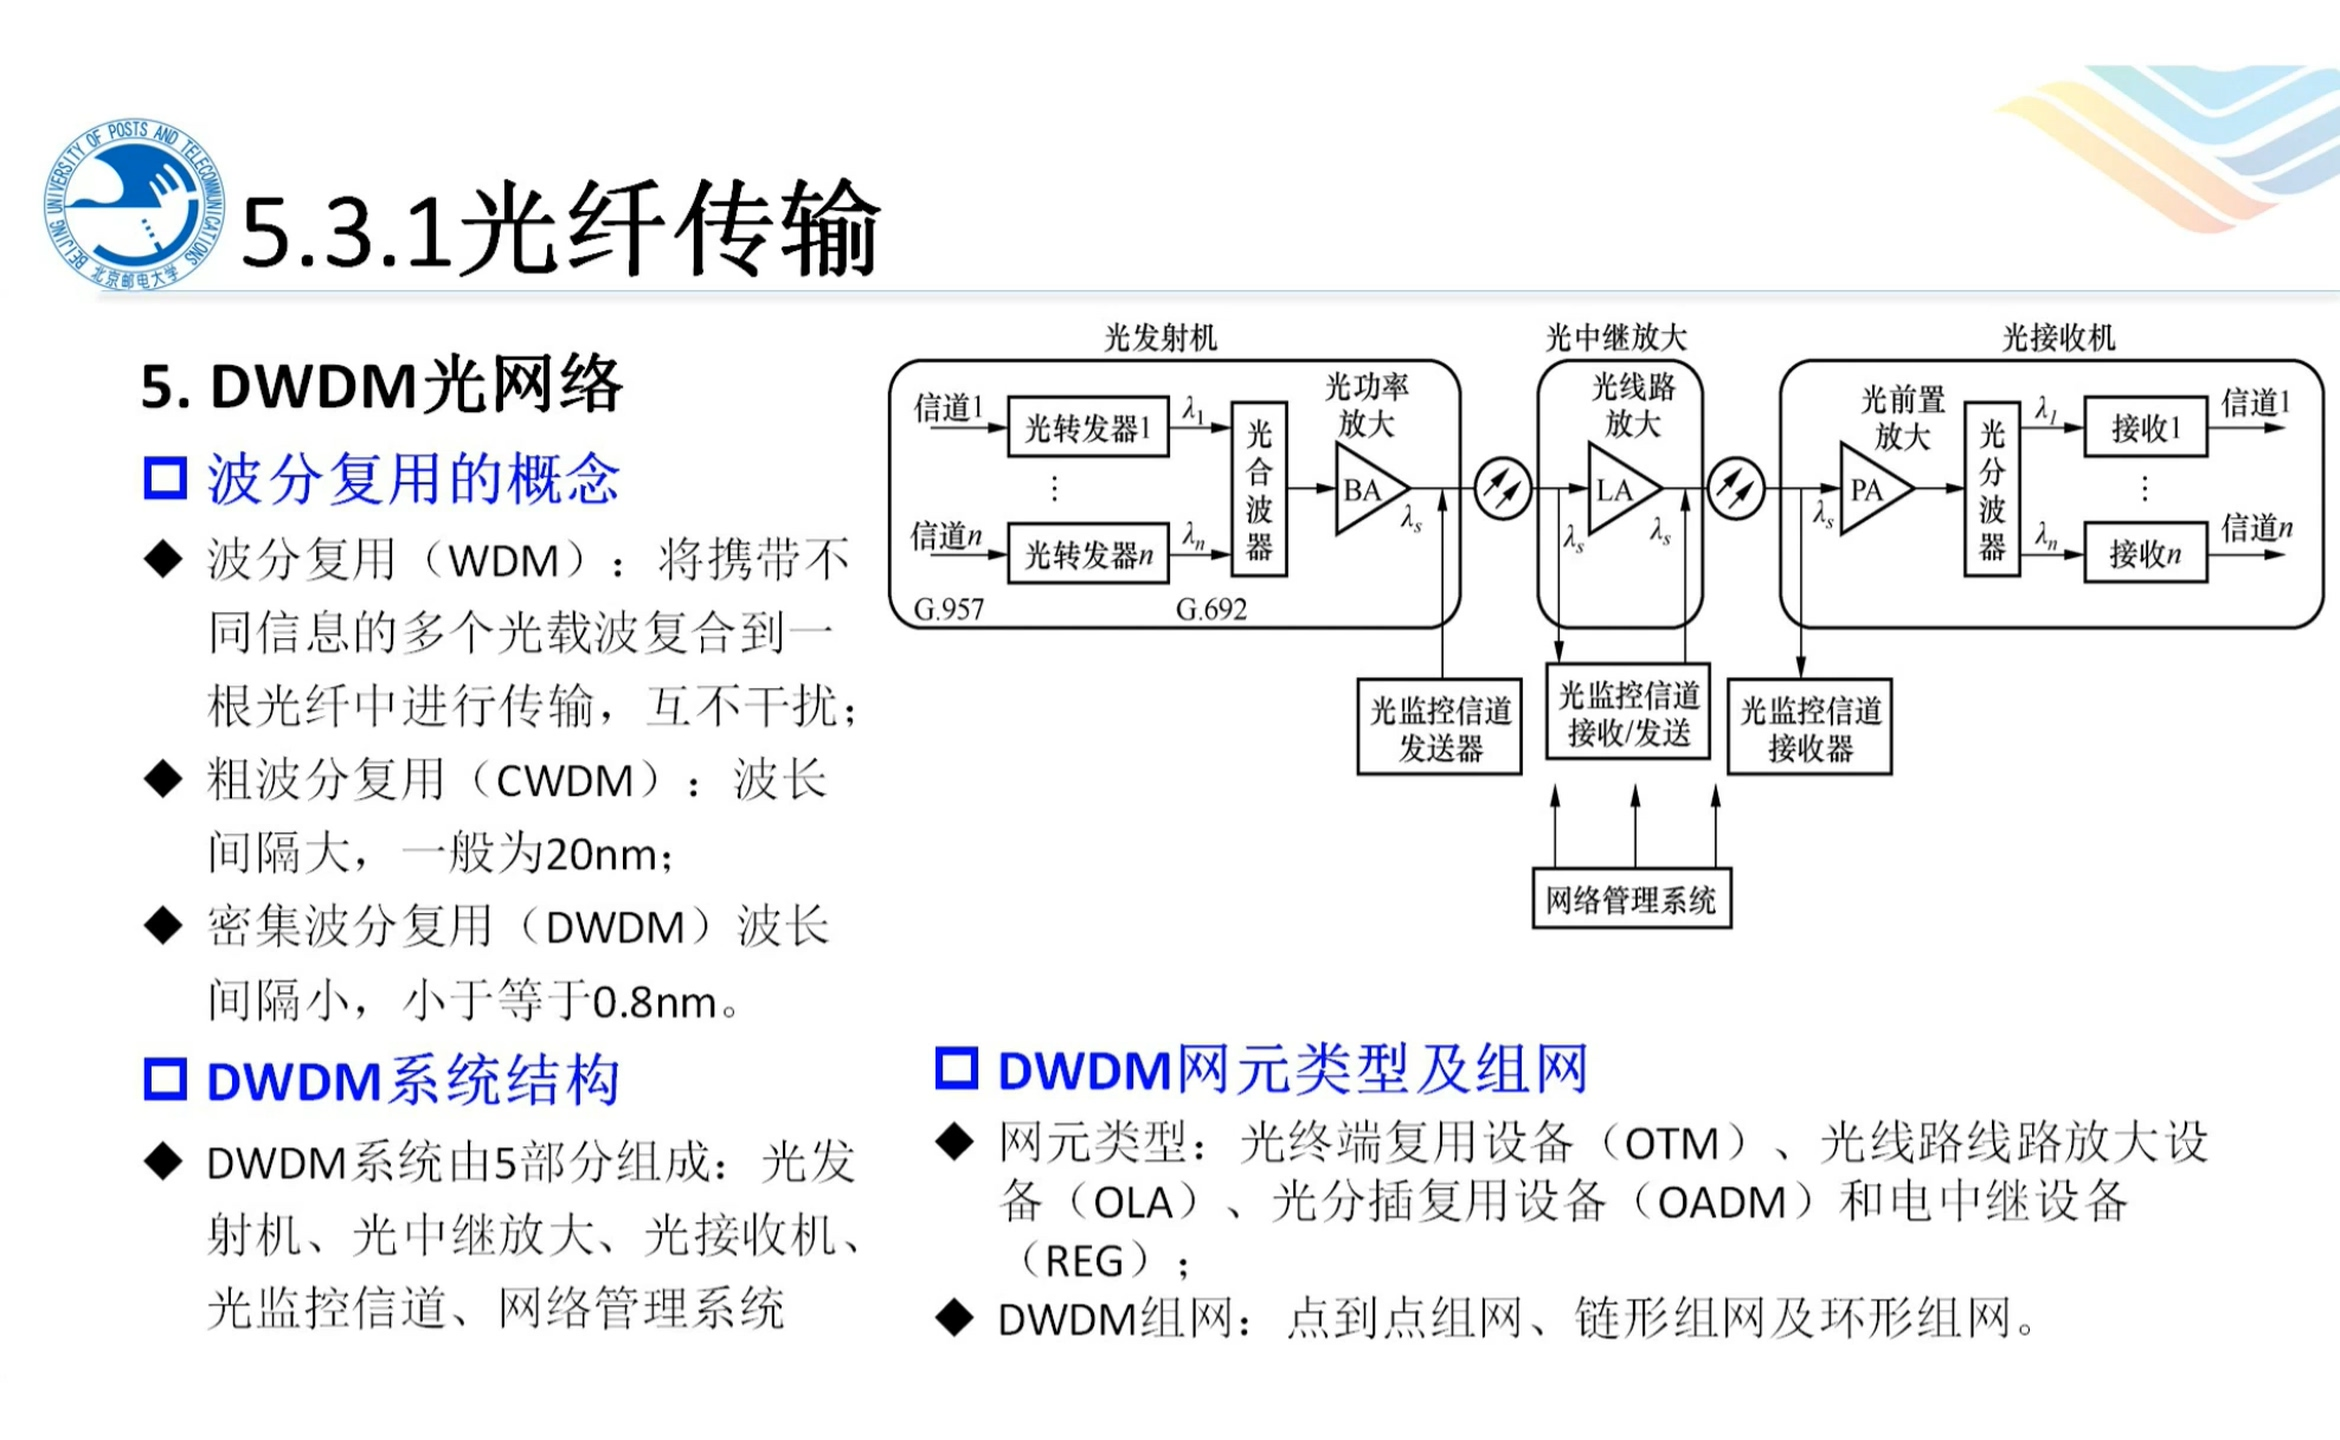 BEIJING UNIVERSITY OF POSTS AND TELECOMMUNICATIONS
北京邮电大学
5.3.1光纤传输
5. DWDM光网络
波分复用的概念
波分复用（WDM）：将携带不
同信息的多个光载波复合到一
根光纤中进行传输，互不干扰；
粗波分复用（CWDM）：波长
间隔大，一般为20nm；
密集波分复用（DWDM）波长
间隔小，小于等于0.8nm。
DWDM系统结构
DWDM系统由5部分组成：光发
射机、光中继放大、光接收机、
光监控信道、网络管理系统
光发射机
信道1
光转发器1
λ1
⋮
信道n
光转发器n
λn
光合波器
光功率
放大
BA
λs
G.957
G.692
光中继放大
光线路
放大
λs
LA
λs
光接收机
光前置
放大
λs
PA
光分波器
λ1
接收1
信道1
⋮
λn
接收n
信道n
光监控信道
发送器
光监控信道
接收/发送
光监控信道
接收器
网络管理系统
DWDM网元类型及组网
网元类型：光终端复用设备（OTM）、光线路线路放大设
备（OLA）、光分插复用设备（OADM）和电中继设备
（REG）；
DWDM组网：点到点组网、链形组网及环形组网。